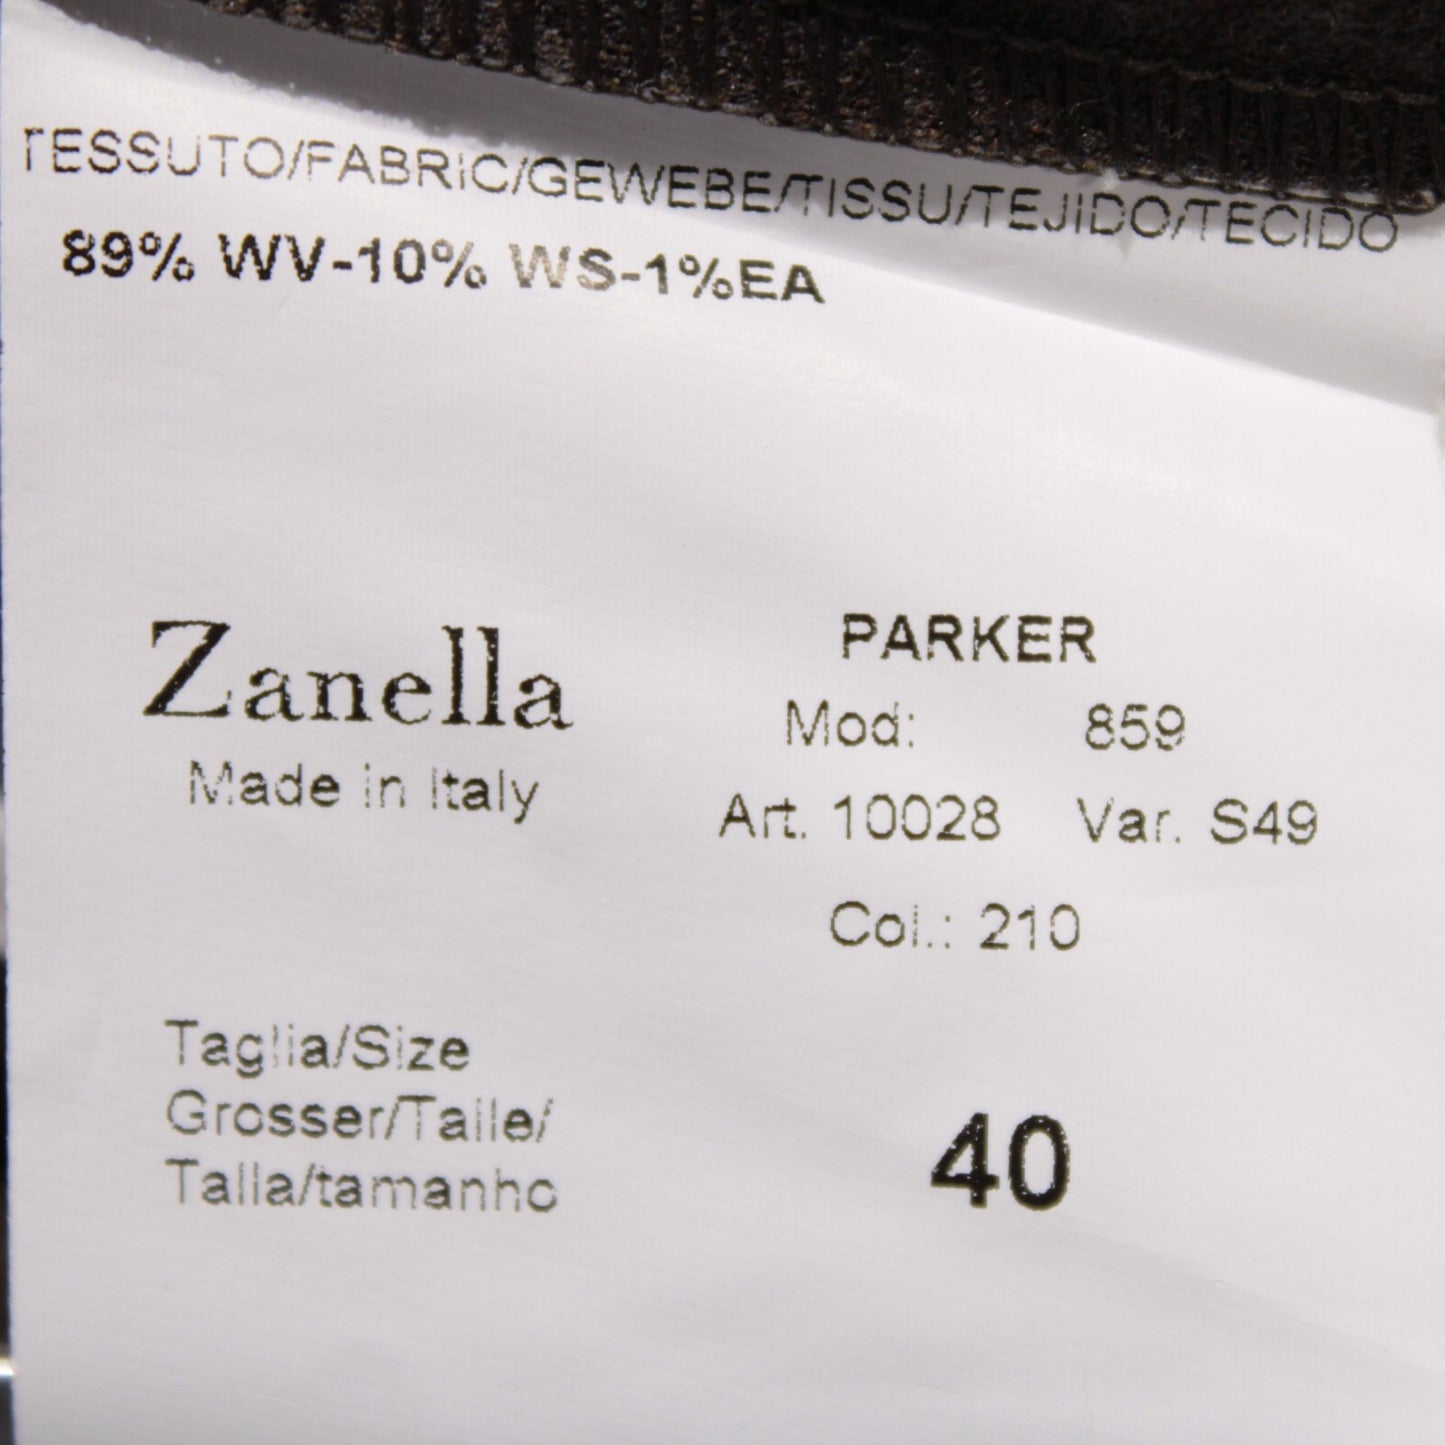 TESSUTO/FABRIC/GEWEBE/TISSU/TEJIDO/TECIDO
89% WV-10% WS-1%EA
Zanella
Made in Italy
PARKER
Mod: 859
Art. 10028 Var. S49
Col.: 210
Taglia/Size
Grosser/Taille/
Talla/tamanho
40